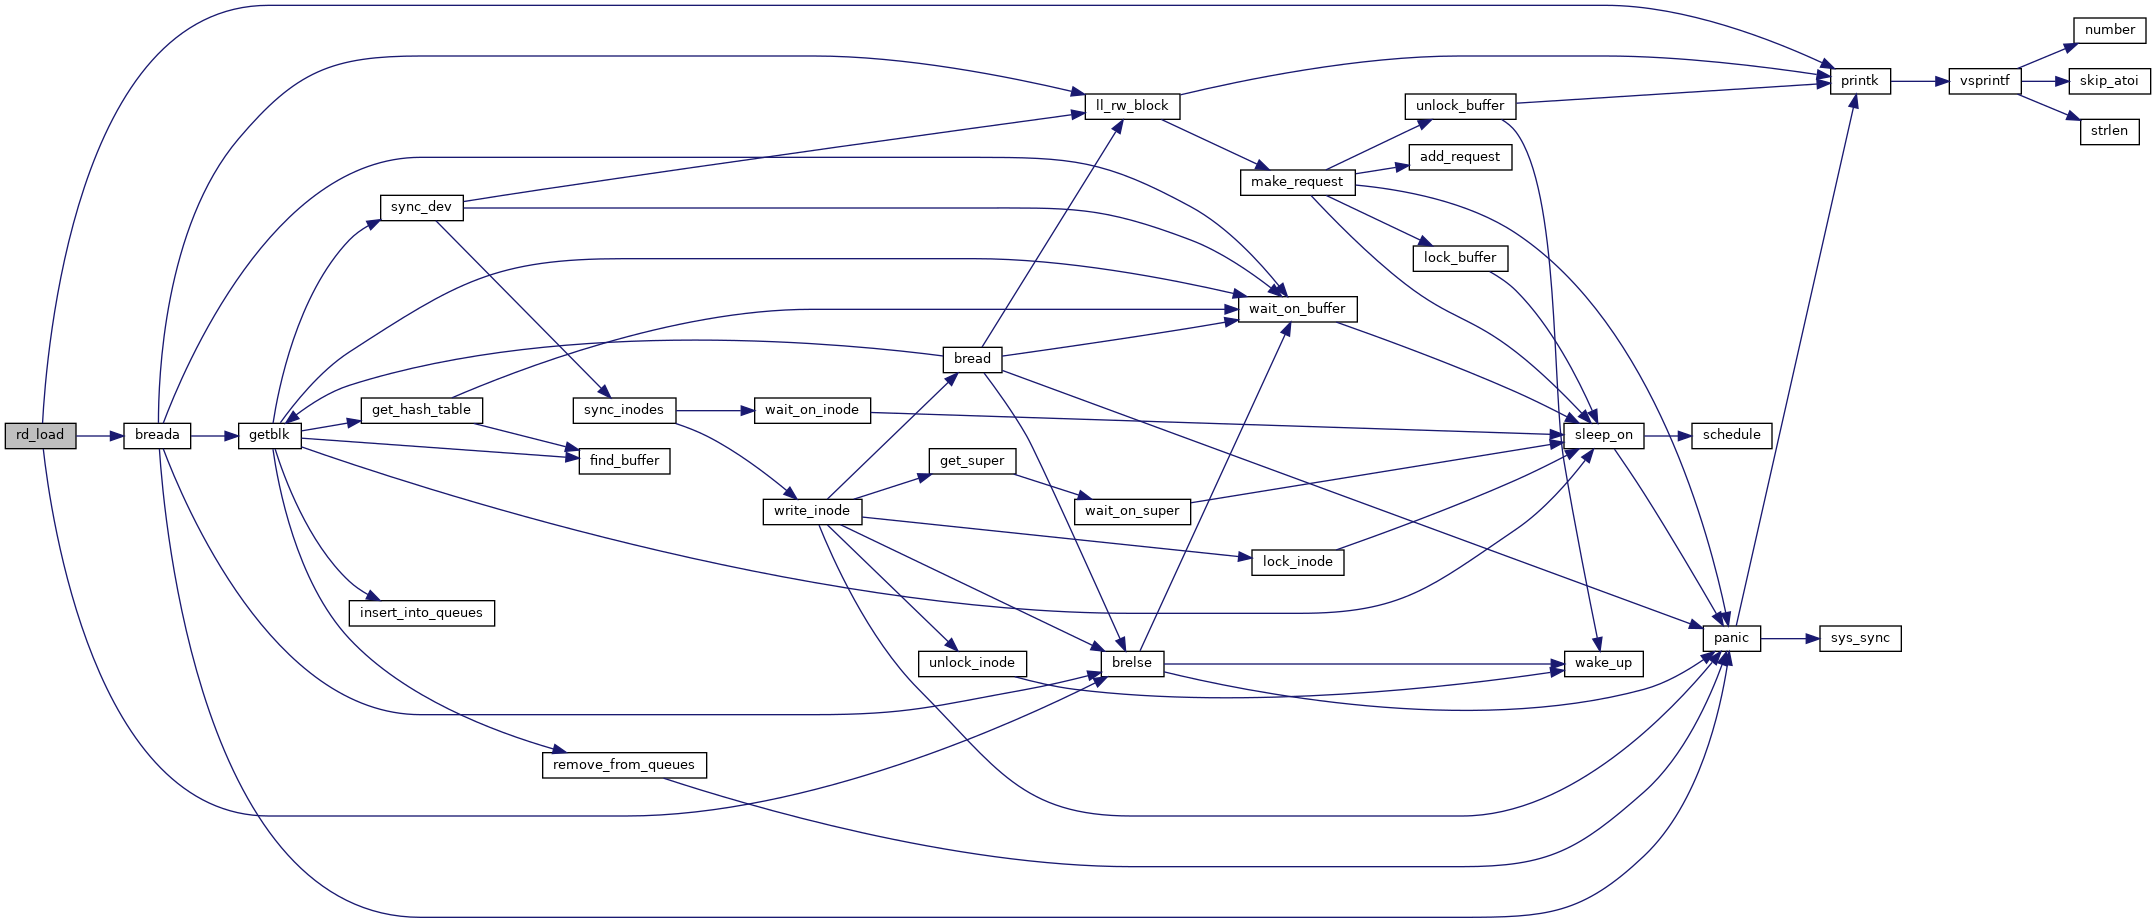 rd_load
breada
getblk
sync_dev
get_hash_table
insert_into_queues
sync_inodes
find_buffer
remove_from_queues
wait_on_inode
write_inode
bread
get_super
unlock_inode
ll_rw_block
wait_on_super
brelse
make_request
wait_on_buffer
lock_inode
unlock_buffer
add_request
lock_buffer
sleep_on
wake_up
schedule
panic
printk
sys_sync
vsprintf
number
skip_atoi
strlen